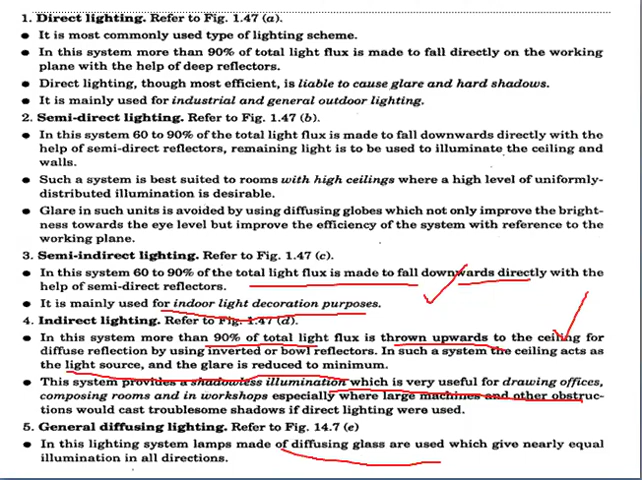 1. Direct lighting. Refer to Fig. 1.47 (a).
• It is most commonly used type of lighting scheme.
• In this system more than 90% of total light flux is made to fall directly on the working
plane with the help of deep reflectors.
• Direct lighting, though most efficient, is liable to cause glare and hard shadows.
• It is mainly used for industrial and general outdoor lighting.
2. Semi-direct lighting. Refer to Fig. 1.47 (b).
• In this system 60 to 90% of the total light flux is made to fall downwards directly with the
help of semi-direct reflectors, remaining light is to be used to illuminate the ceiling and
walls.
• Such a system is best suited to rooms with high ceilings where a high level of uniformly-
distributed illumination is desirable.
• Glare in such units is avoided by using diffusing globes which not only improve the bright-
ness towards the eye level but improve the efficiency of the system with reference to the
working plane.
3. Semi-indirect lighting. Refer to Fig. 1.47 (c).
• In this system 60 to 90% of the total light flux is made to fall downwards directly with the
help of semi-direct reflectors.
• It is mainly used for indoor light decoration purposes.
4. Indirect lighting. Refer to Fig. 1.47 (d).
• In this system more than 90% of total light flux is thrown upwards to the ceiling for
diffuse reflection by using inverted or bowl reflectors. In such a system the ceiling acts as
the light source, and the glare is reduced to minimum.
• This system provides a shadowless illumination which is very useful for drawing offices,
composing rooms and in workshops especially where large machines and other obstruc-
tions would cast troublesome shadows if direct lighting were used.
5. General diffusing lighting. Refer to Fig. 14.7 (e)
• In this lighting system lamps made of diffusing glass are used which give nearly equal
illumination in all directions.